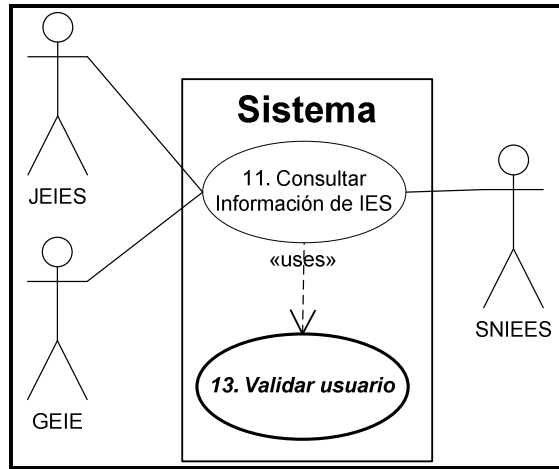 Sistema
11. Consultar
Información de IES
«uses»
13. Validar usuario
JEIES
GEIE
SNIEES